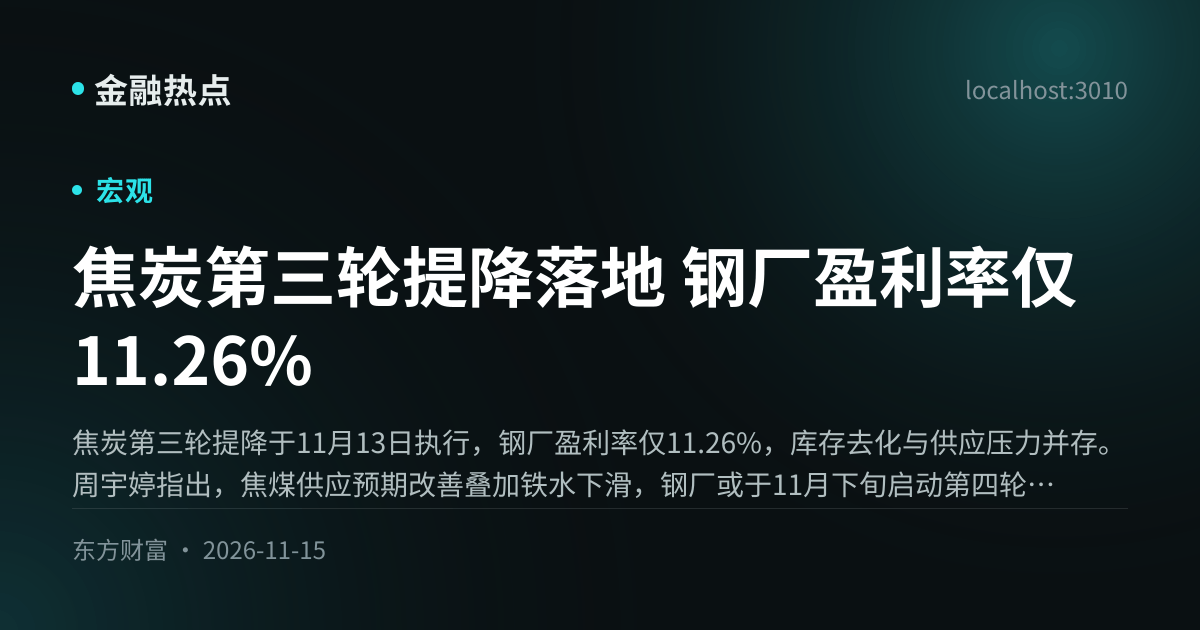 金融热点
localhost:3010
宏观
焦炭第三轮提降落地 钢厂盈利率仅
11.26%
焦炭第三轮提降于11月13日执行，钢厂盈利率仅11.26%，库存去化与供应压力并存。
周宇婷指出，焦煤供应预期改善叠加铁水下滑，钢厂或于11月下旬启动第四轮…
东方财富 · 2026-11-15